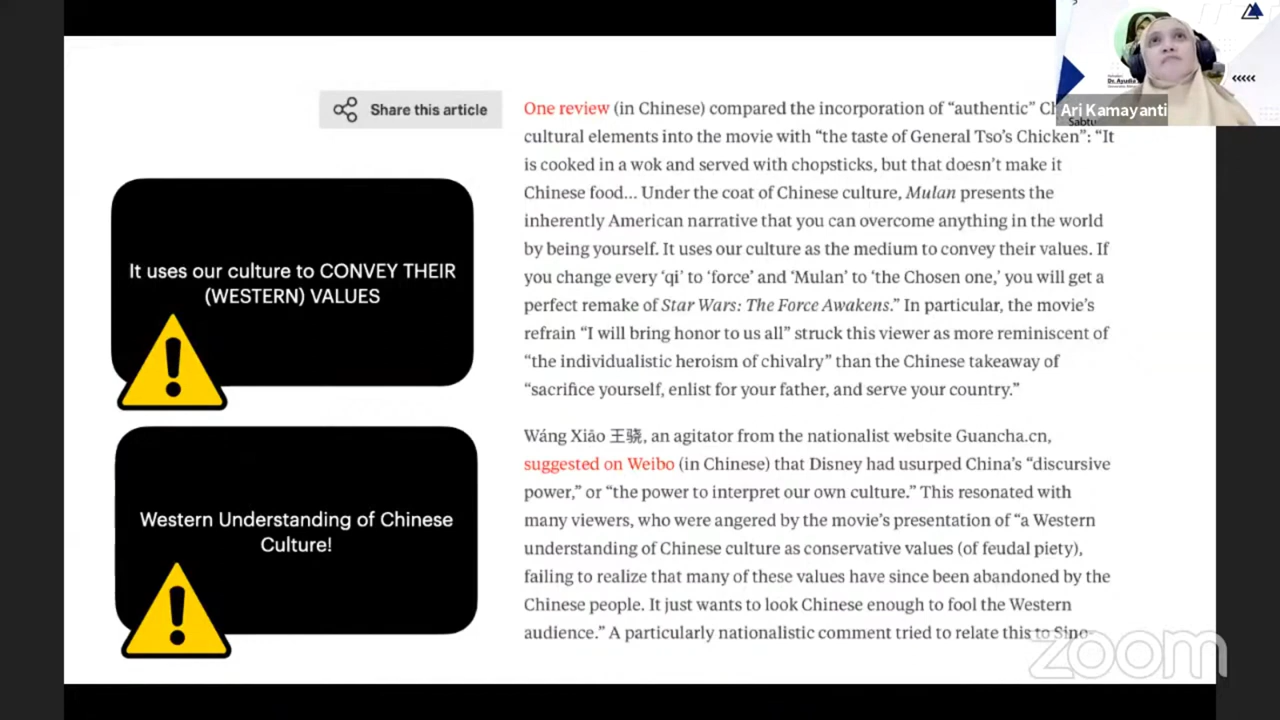 Share this article
It uses our culture to CONVEY THEIR
(WESTERN) VALUES
Western Understanding of Chinese
Culture!
One review (in Chinese) compared the incorporation of “authentic”
cultural elements into the movie with “the taste of General Tso’s Chicken”: “It
is cooked in a wok and served with chopsticks, but that doesn’t make it
Chinese food... Under the coat of Chinese culture, Mulan presents the
inherently American narrative that you can overcome anything in the world
by being yourself. It uses our culture as the medium to convey their values. If
you change every ‘qi’ to ‘force’ and ‘Mulan’ to ‘the Chosen one,’ you will get a
perfect remake of Star Wars: The Force Awakens.” In particular, the movie’s
refrain “I will bring honor to us all” struck this viewer as more reminiscent of
“the individualistic heroism of chivalry” than the Chinese takeaway of
“sacrifice yourself, enlist for your father, and serve your country.”
Wáng Xiāo 王骁, an agitator from the nationalist website Guancha.cn,
suggested on Weibo (in Chinese) that Disney had usurped China’s “discursive
power,” or “the power to interpret our own culture.” This resonated with
many viewers, who were angered by the movie’s presentation of “a Western
understanding of Chinese culture as conservative values (of feudal piety),
failing to realize that many of these values have since been abandoned by the
Chinese people. It just wants to look Chinese enough to fool the Western
audience.” A particularly nationalistic comment tried to relate this to Sino-
Dr. Ayudia
Ari Kamayanti
Sabtu
zoom